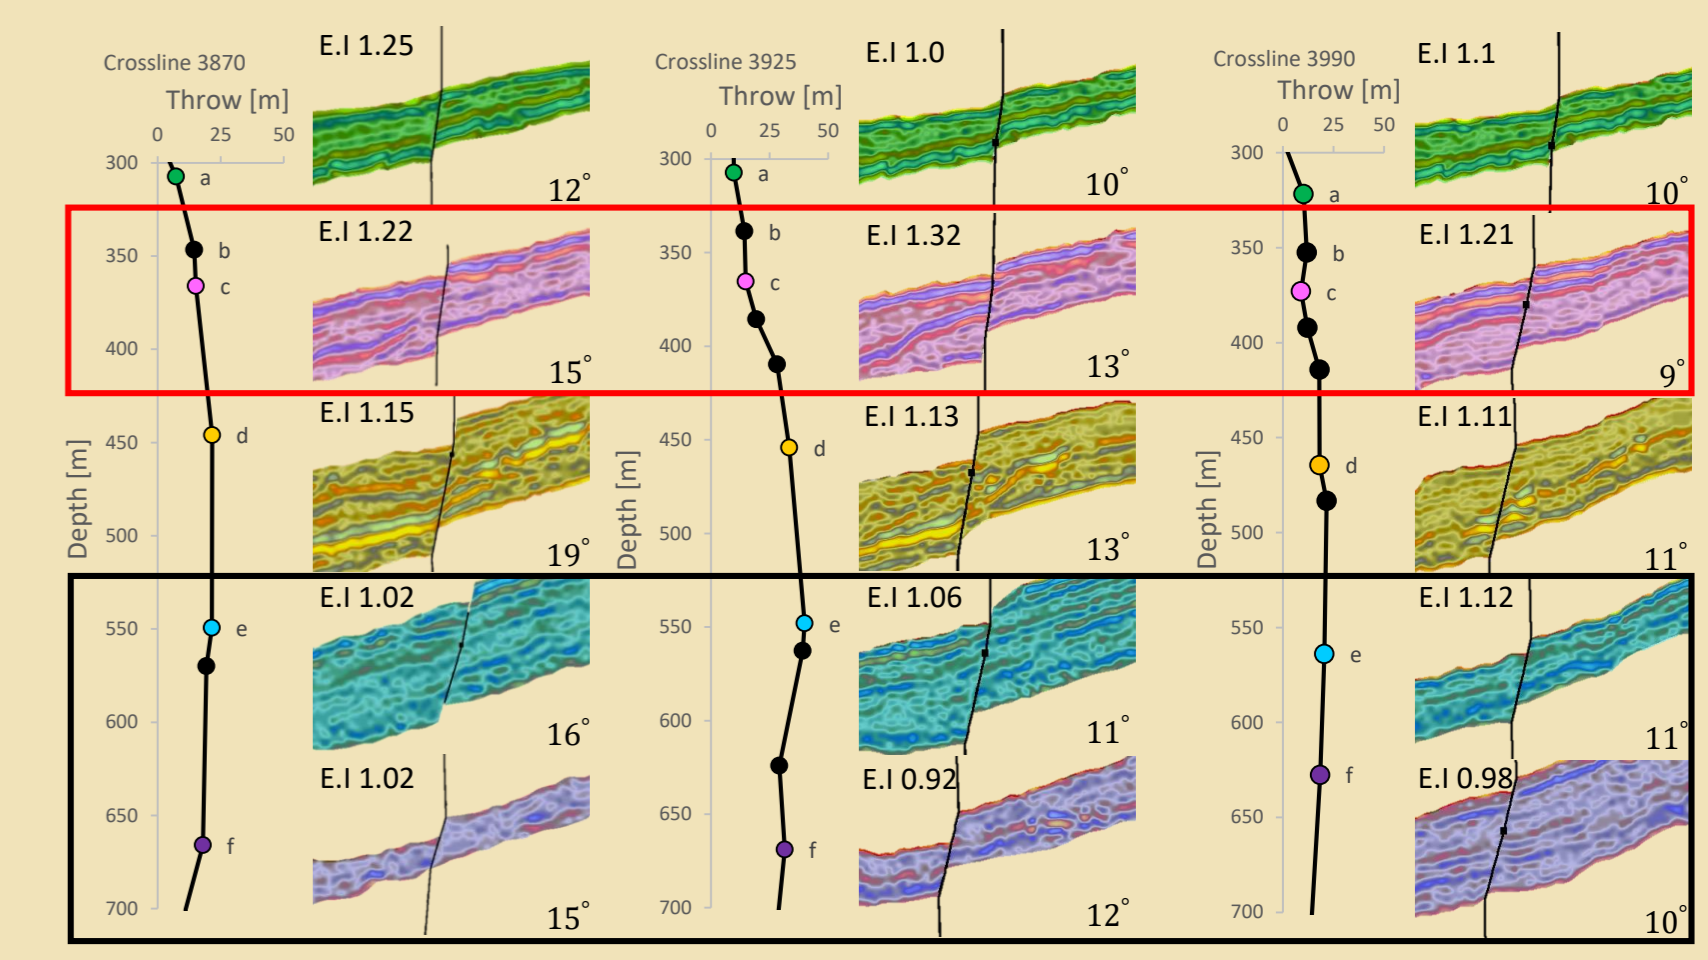 Crossline 3870
Throw [m]
0 25 50
300
350
400
450
500
550
600
650
700
Depth [m]
a
b
c
d
e
f
E.I 1.25
12°
E.I 1.22
15°
E.I 1.15
19°
E.I 1.02
16°
E.I 1.02
15°
Crossline 3925
Throw [m]
0 25 50
300
350
400
450
500
550
600
650
700
Depth [m]
a
b
c
d
e
f
E.I 1.0
10°
E.I 1.32
13°
E.I 1.13
13°
E.I 1.06
11°
E.I 0.92
12°
Crossline 3990
Throw [m]
0 25 50
300
350
400
450
500
550
600
650
700
Depth [m]
a
b
c
d
e
f
E.I 1.1
10°
E.I 1.21
9°
E.I 1.11
11°
E.I 1.12
11°
E.I 0.98
10°